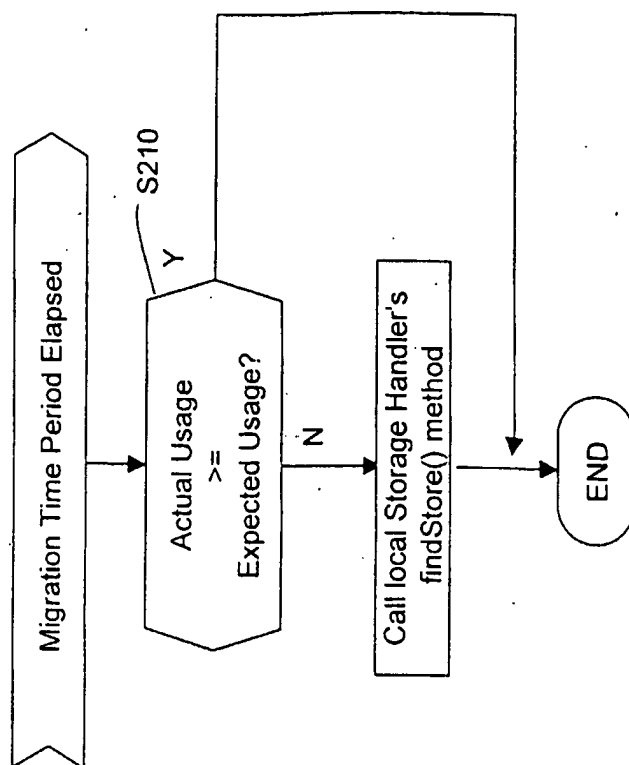 Migration Time Period Elapsed
S210
Actual Usage
>=
Expected Usage?
Y
N
Call local Storage Handler's
findStore() method
END